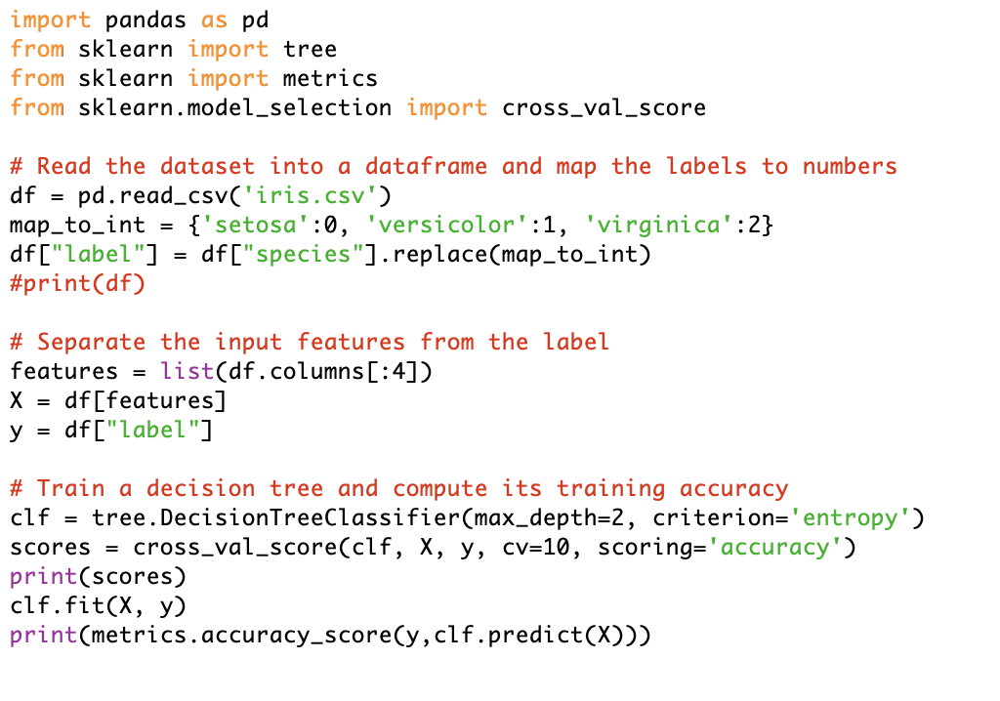 import pandas as pd
from sklearn import tree
from sklearn import metrics
from sklearn.model_selection import cross_val_score
# Read the dataset into a dataframe and map the labels to numbers
df = pd.read_csv('iris.csv')
map_to_int = {'setosa':0, 'versicolor':1, 'virginica':2}
df["label"] = df["species"].replace(map_to_int)
#print(df)
# Separate the input features from the label
features = list(df.columns[:4])
X = df[features]
y = df["label"]
# Train a decision tree and compute its training accuracy
clf = tree.DecisionTreeClassifier(max_depth=2, criterion='entropy')
scores = cross_val_score(clf, X, y, cv=10, scoring='accuracy')
print(scores)
clf.fit(X, y)
print(metrics.accuracy_score(y,clf.predict(X)))